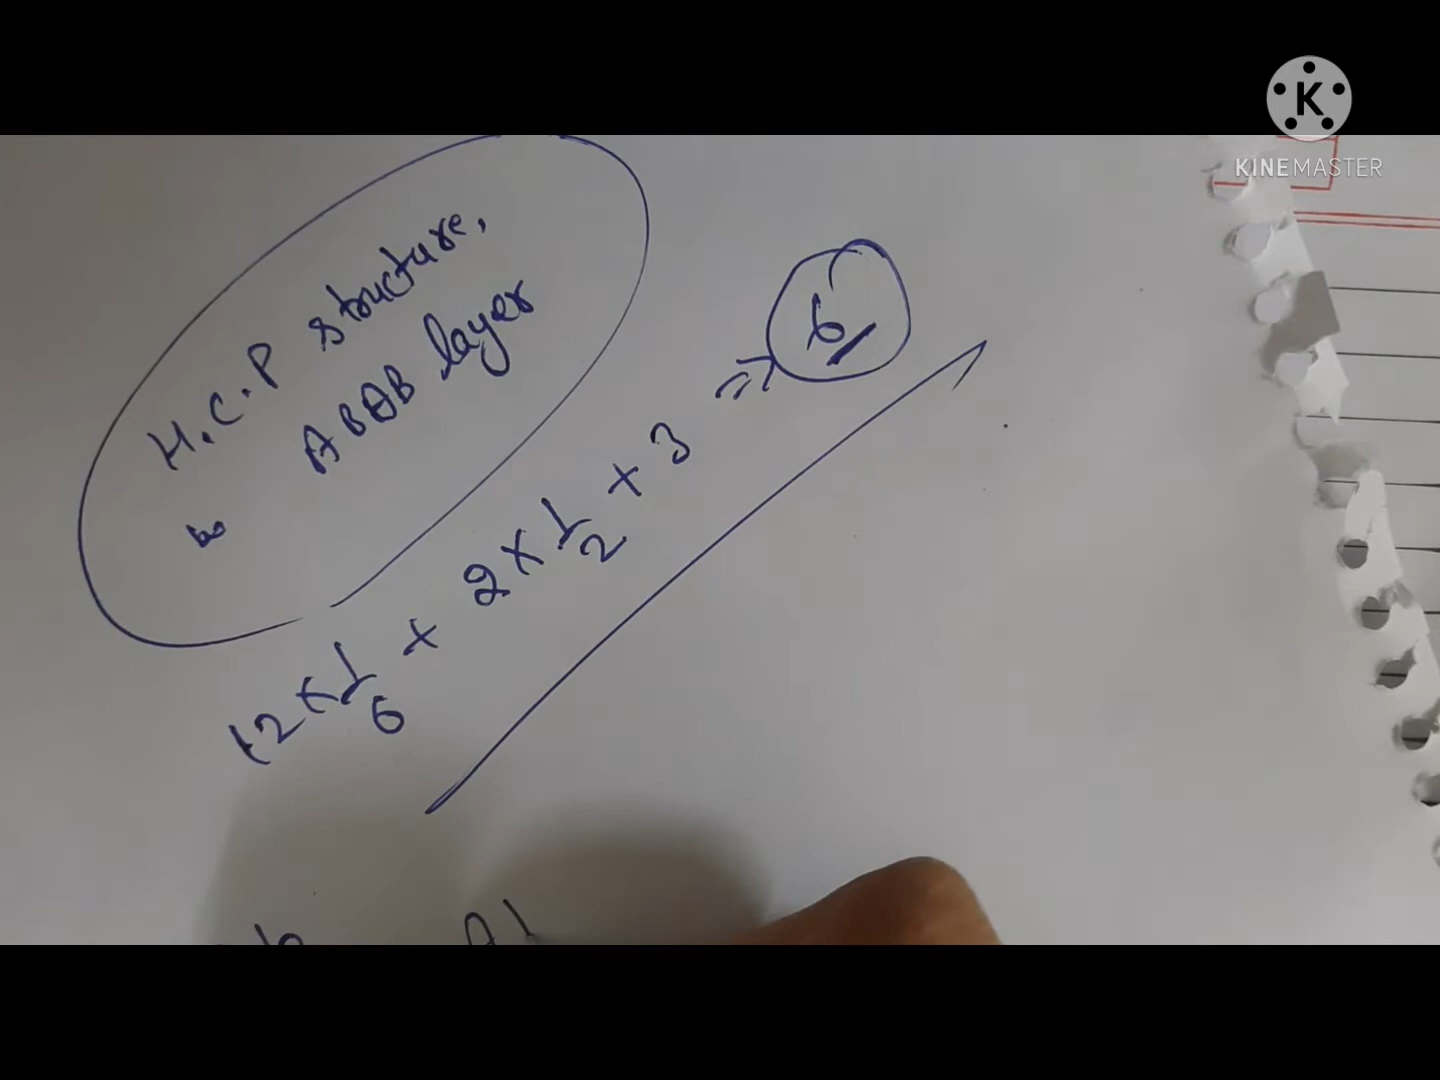 K
KINEMASTER
H.C.P structure,
ABAB layer
12 × 1/6 + 2 × 1/2 + 3 => 6